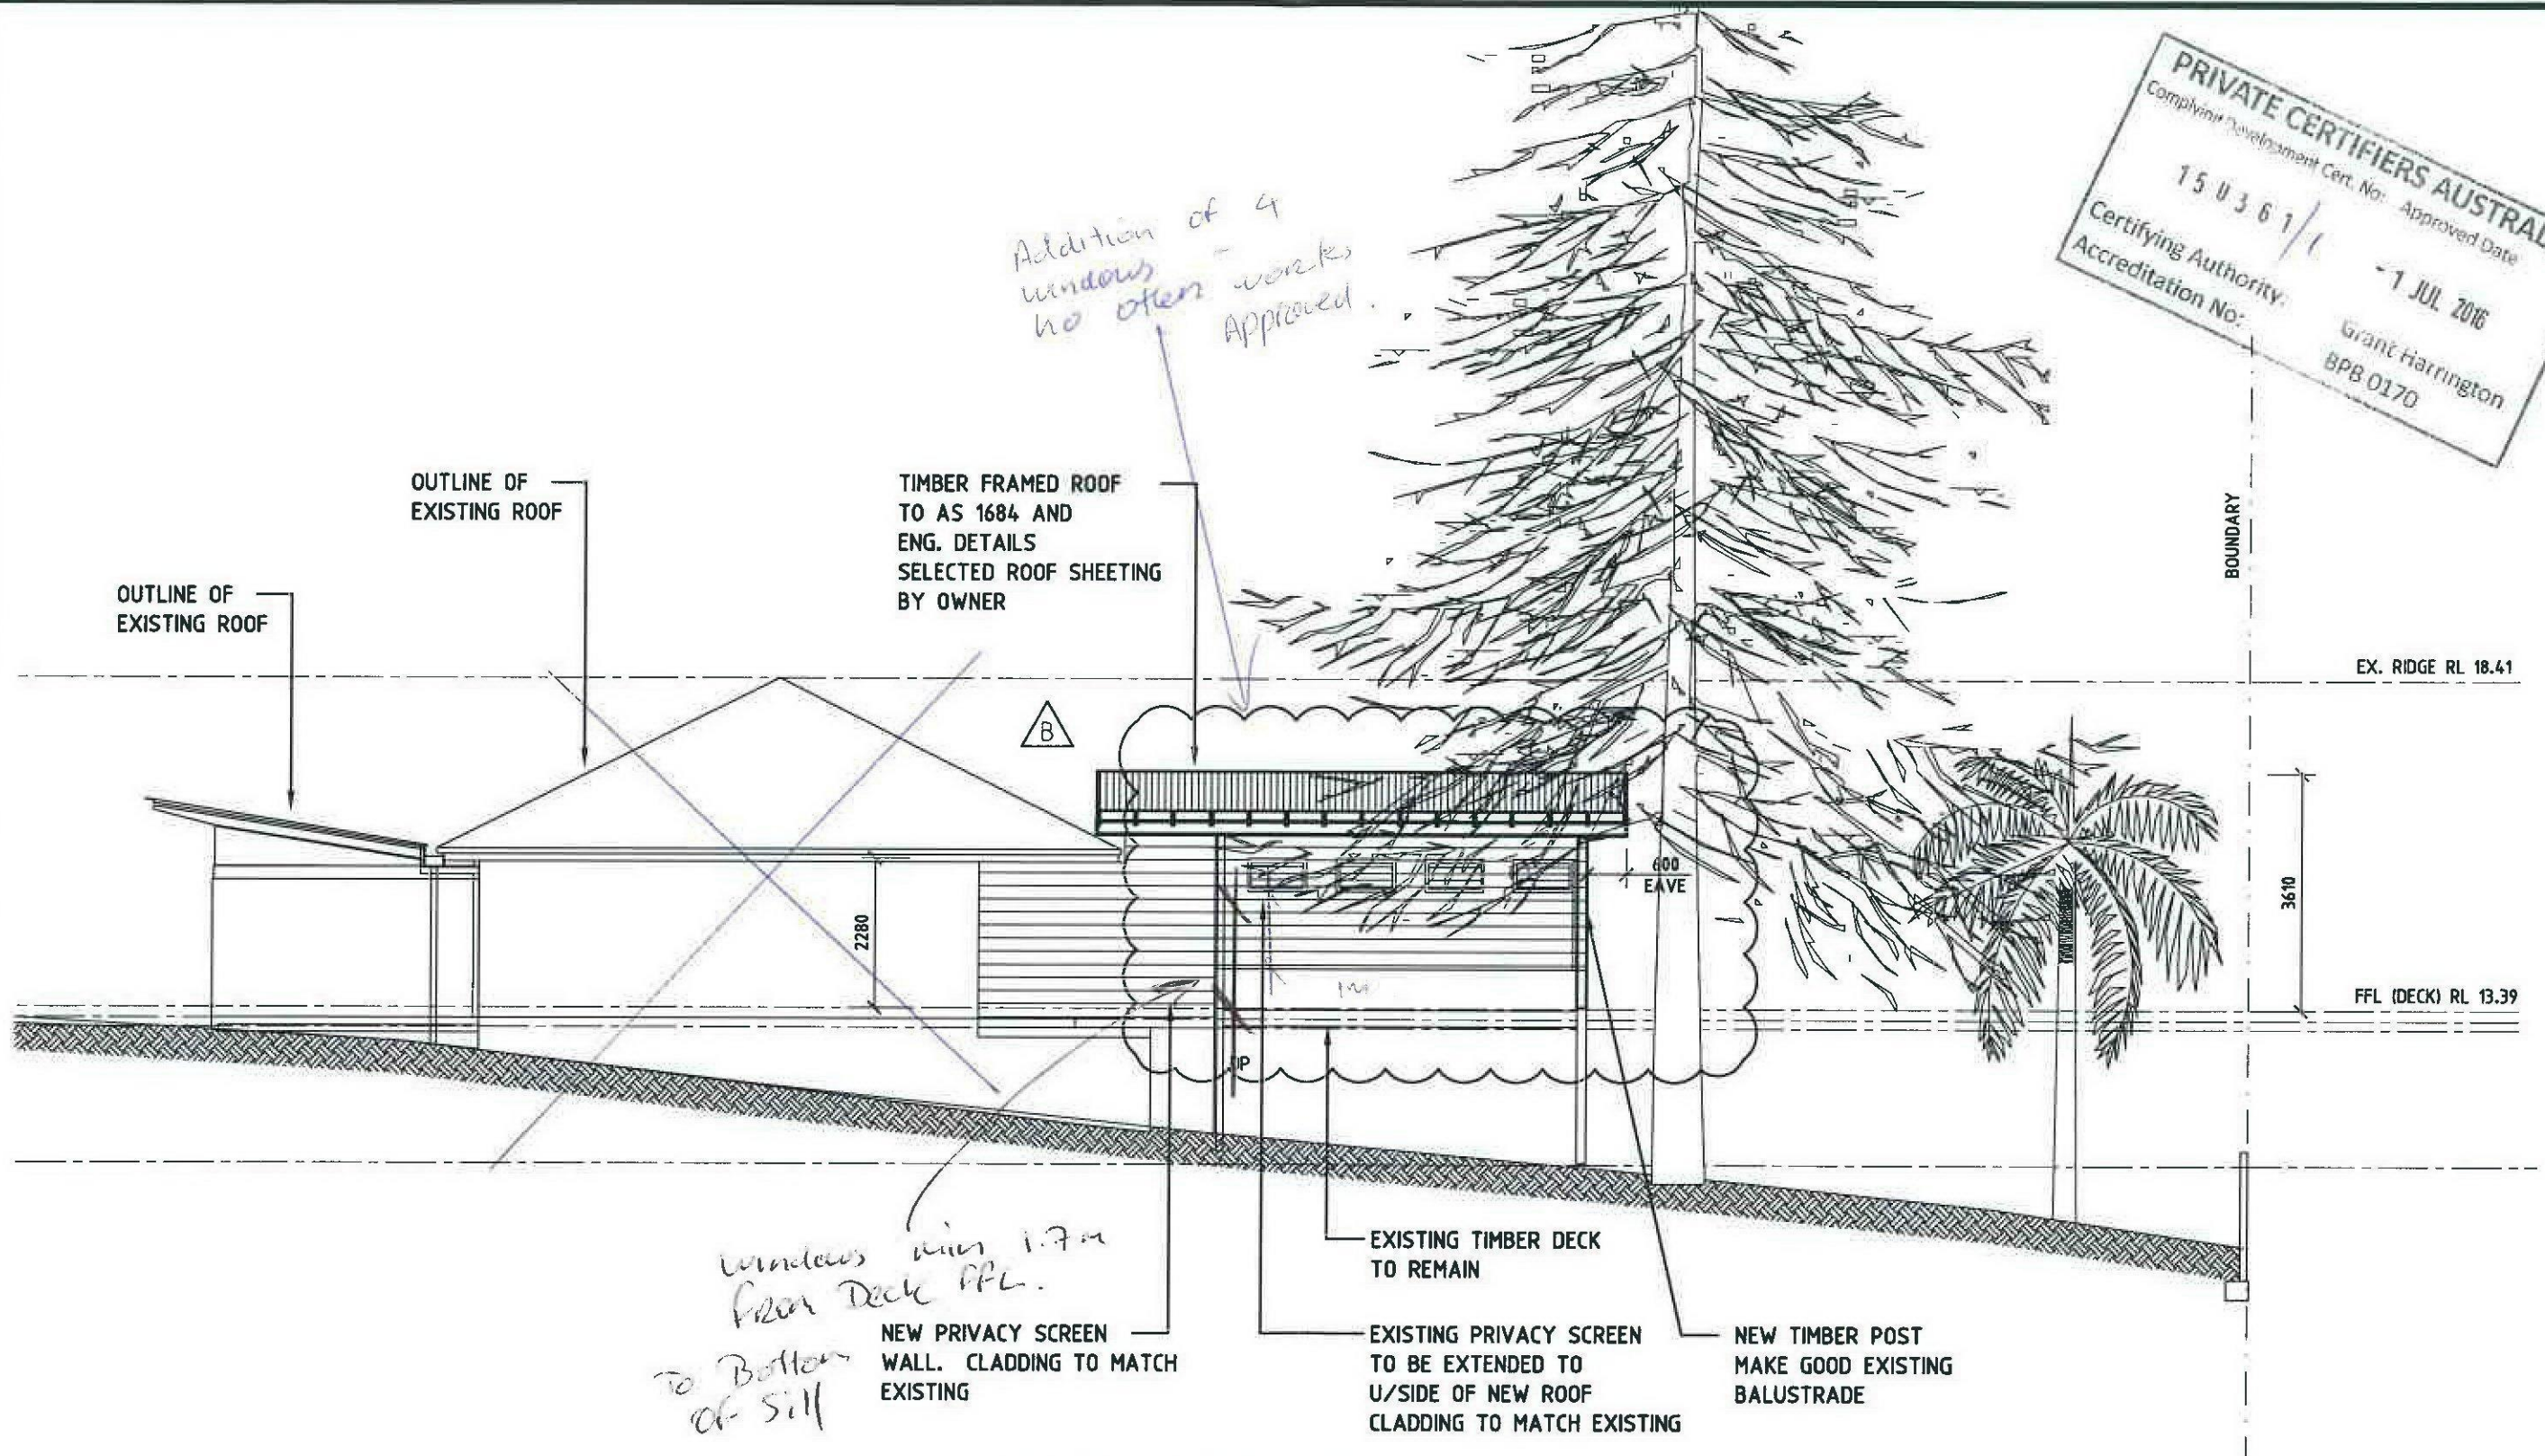 PRIVATE CERTIFIERS AUSTRAL
Complying Development Cert. No: Approved Date
150361/1
-1 JUL 2016
Certifying Authority: Grant Harrington
Accreditation No: BPB 0170
Addition of 4
windows -
no other works
Approved.
OUTLINE OF
EXISTING ROOF
OUTLINE OF
EXISTING ROOF
TIMBER FRAMED ROOF
TO AS 1684 AND
ENG. DETAILS
SELECTED ROOF SHEETING
BY OWNER
BOUNDARY
EX. RIDGE RL 18.41
B
600
EAVE
2280
3610
FFL (DECK) RL 13.39
windows min 1.7m
from Deck FFL.
To Bottom
of Sill
NEW PRIVACY SCREEN
WALL. CLADDING TO MATCH
EXISTING
EXISTING TIMBER DECK
TO REMAIN
EXISTING PRIVACY SCREEN
TO BE EXTENDED TO
U/SIDE OF NEW ROOF
CLADDING TO MATCH EXISTING
NEW TIMBER POST
MAKE GOOD EXISTING
BALUSTRADE